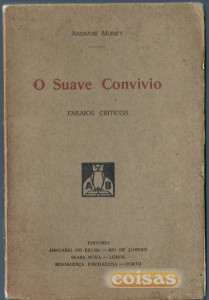 ANDRADE MURICY
O Suave Convivio
ENSAIOS CRITICOS
A B
EDITORES
ANNUARIO DO BRASIL — RIO DE JANEIRO
SEARA NOVA — LISBOA
RENASCENÇA PORTUGUESA — PORTO
coisas